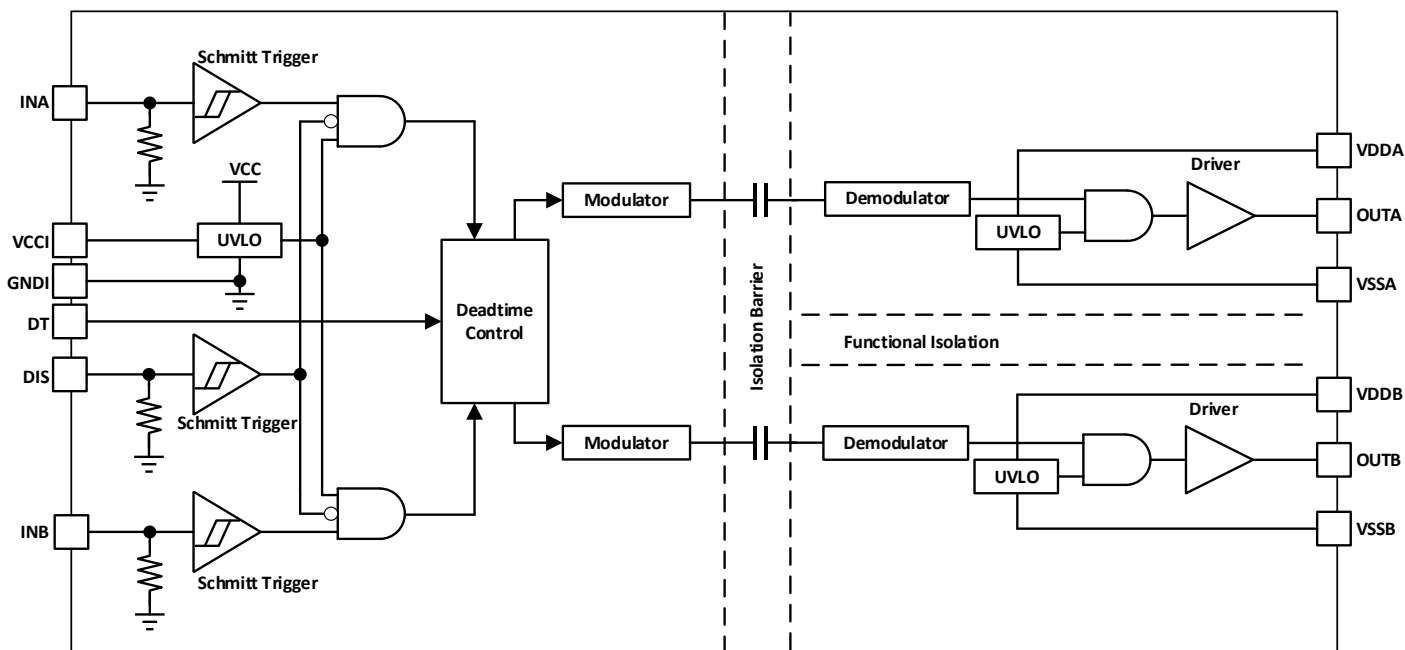 Schmitt Trigger
INA
VCC
VCCI
UVLO
GNDI
DT
DIS
Schmitt Trigger
INB
Schmitt Trigger
Deadtime
Control
Modulator
Modulator
Isolation Barrier
Demodulator
UVLO
Driver
VDDA
OUTA
VSSA
Functional Isolation
Demodulator
UVLO
Driver
VDDB
OUTB
VSSB